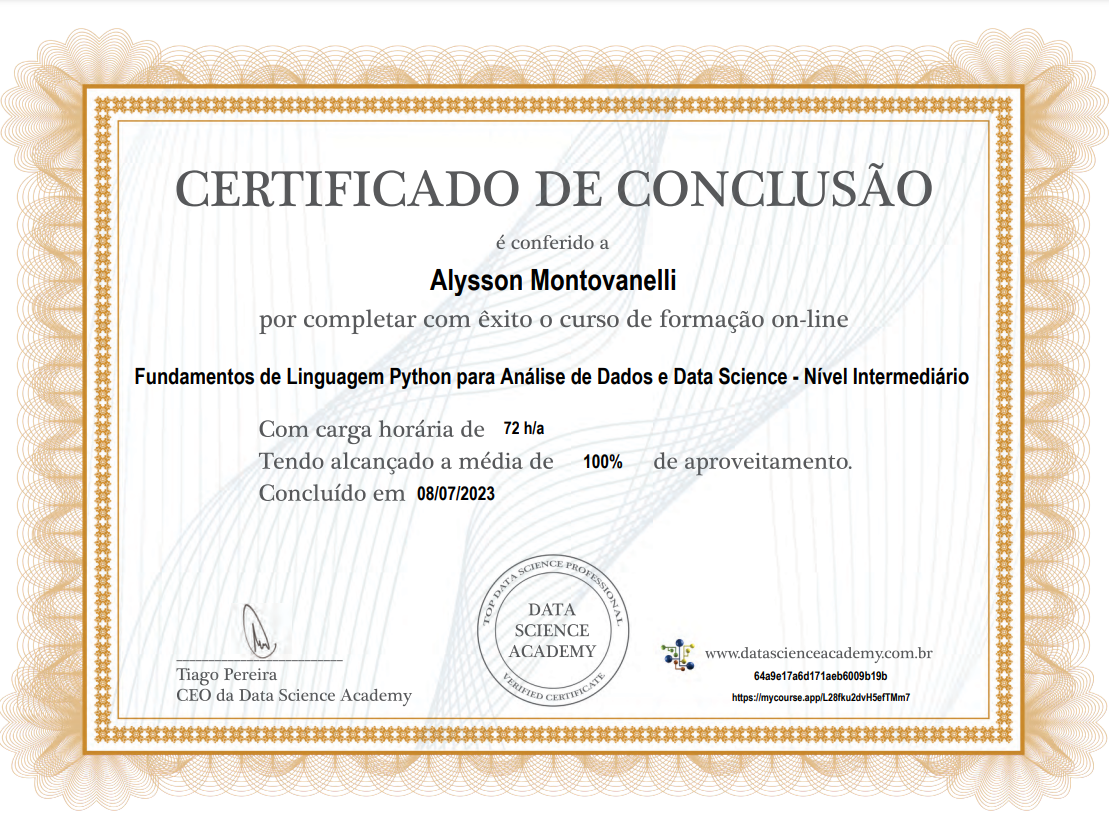 CERTIFICADO DE CONCLUSÃO
é conferido a
Alysson Montovanelli
por completar com êxito o curso de formação on-line
Fundamentos de Linguagem Python para Análise de Dados e Data Science - Nível Intermediário
Com carga horária de 72 h/a
Tendo alcançado a média de 100% de aproveitamento.
Concluído em 08/07/2023
TOP DATA SCIENCE PROFESSIONAL
DATA
SCIENCE
ACADEMY
VERIFIED CERTIFICATE
Tiago Pereira
CEO da Data Science Academy
www.datascienceacademy.com.br
64a9e17a6d171aeb6009b19b
https://mycourse.app/L28fku2dvH5efTMm7